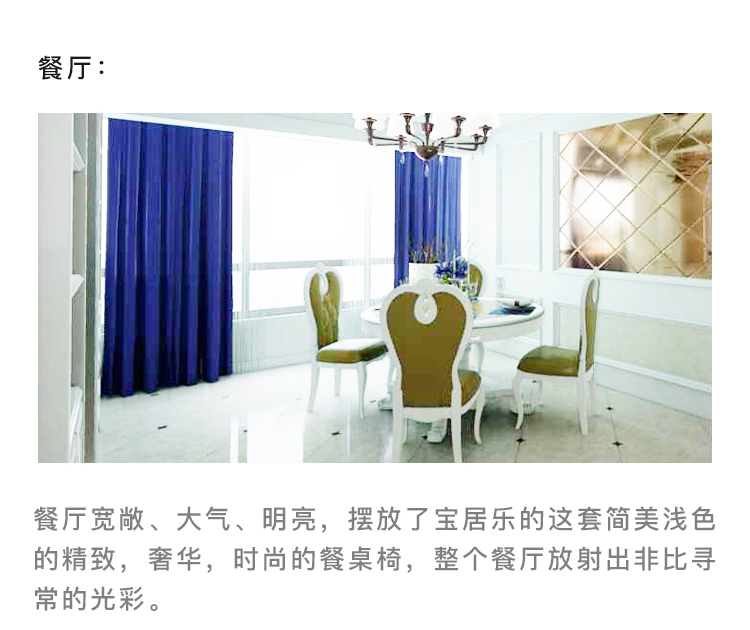 餐厅：
餐厅宽敞、大气、明亮，摆放了宝居乐的这套简美浅色
的精致，奢华，时尚的餐桌椅，整个餐厅放射出非比寻
常的光彩。